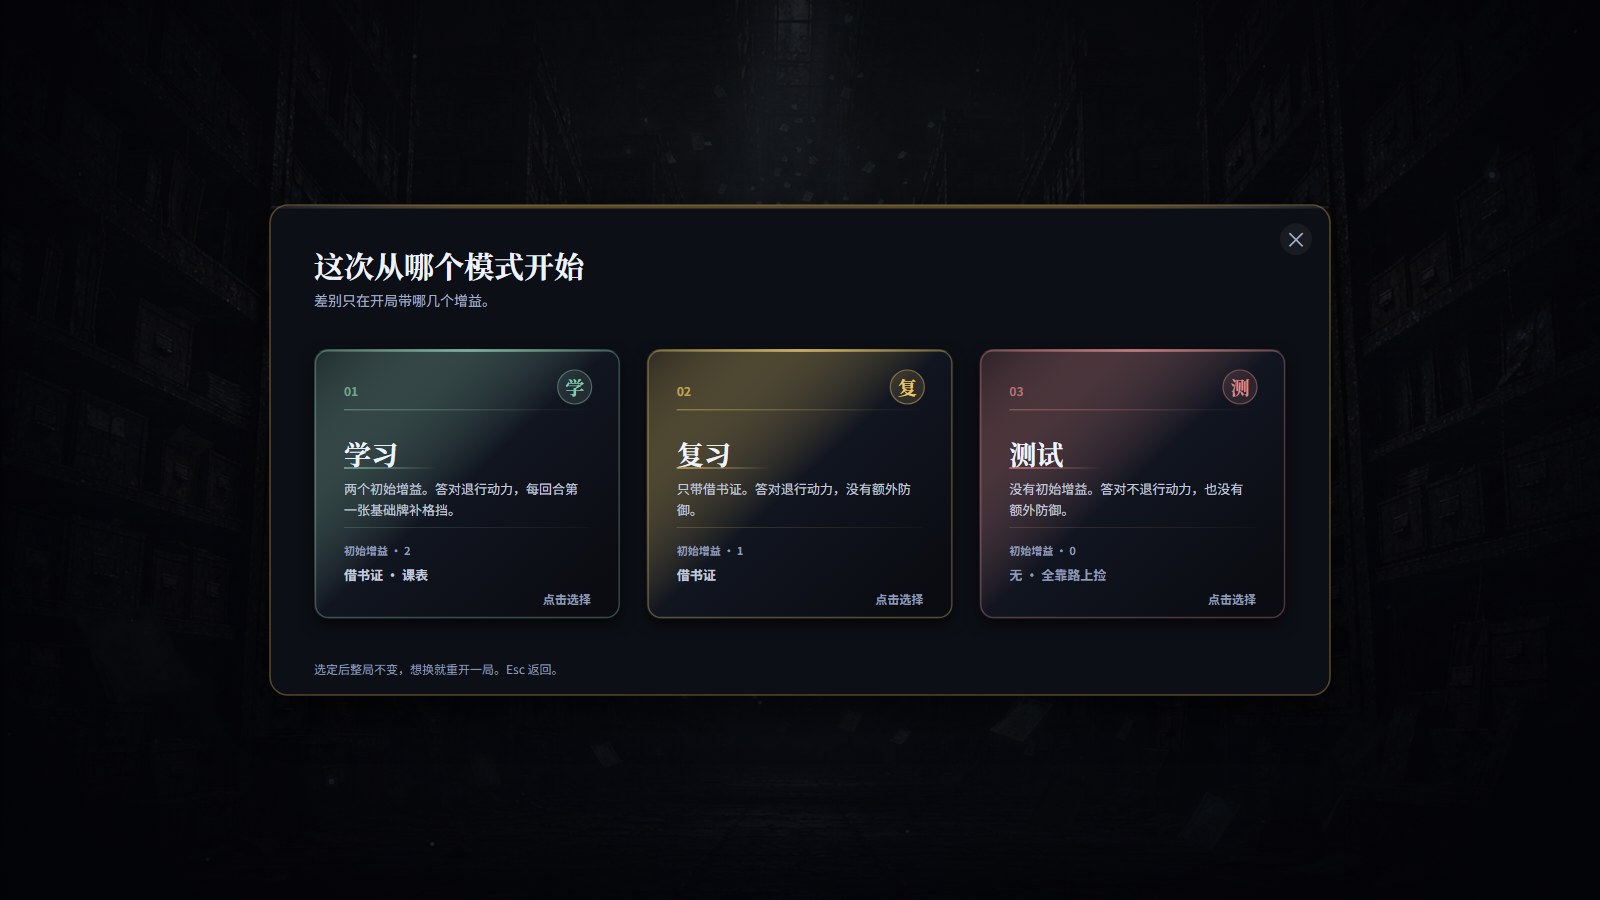 这次从哪个模式开始
差别只在开局带哪几个增益。
01
学
学习
两个初始增益。答对退行动力，每回合第
一张基础牌补格挡。
初始增益 · 2
借书证 · 课表
点击选择
02
复
复习
只带借书证。答对退行动力，没有额外防
御。
初始增益 · 1
借书证
点击选择
03
测
测试
没有初始增益。答对不退行动力，也没有
额外防御。
初始增益 · 0
无 · 全靠路上捡
点击选择
选定后整局不变，想换就重开一局。Esc 返回。